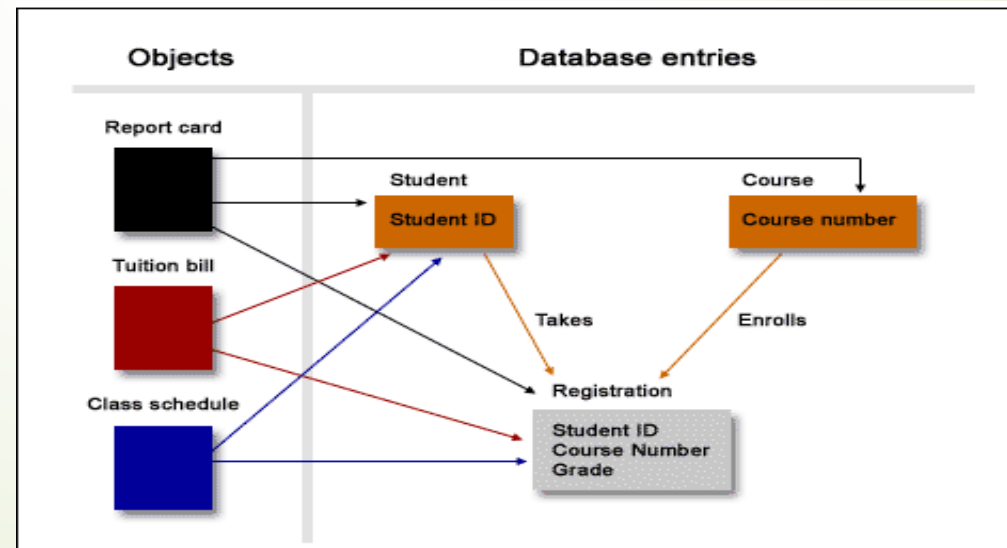 Objects
Database entries
Report card
Student
Course
Student ID
Course number
Tuition bill
Takes
Enrolls
Registration
Class schedule
Student ID
Course Number
Grade